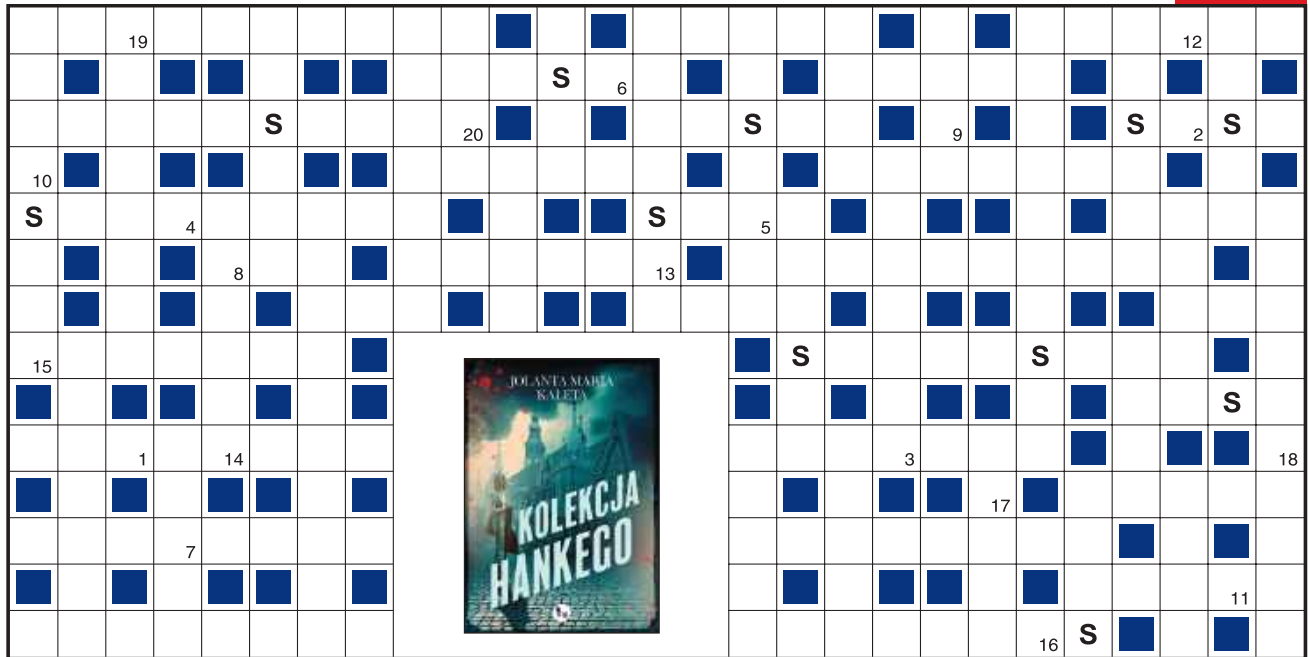 19 12
S 6
S 20 S 9 S 2 S
10
S 4 S 5
8 13
15 S S
JOLANTA MARIA
KALETA
S
1 14 3 18
17
KOLEKCJA
7
HANKEGO
11
16 S